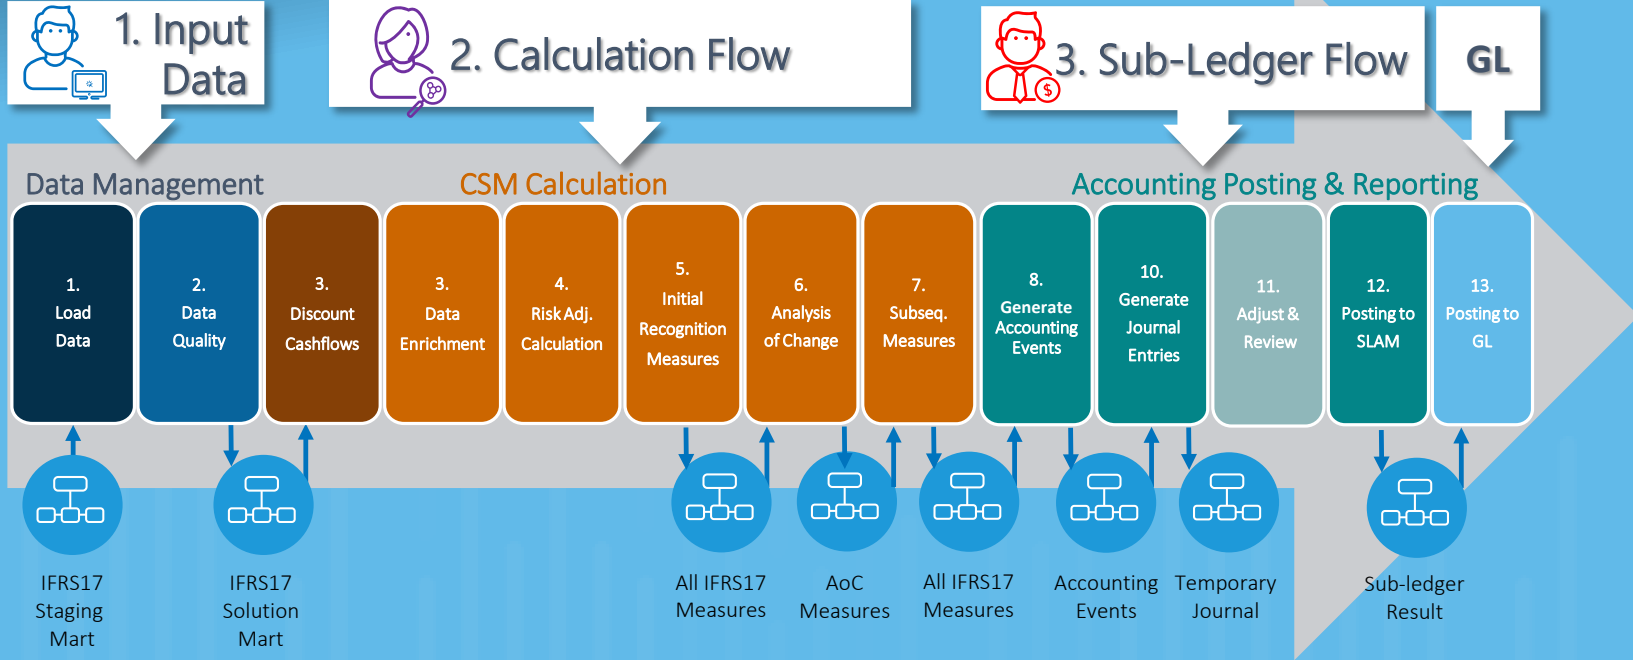 1. Input
Data
2. Calculation Flow
3. Sub-Ledger Flow
$
GL
Data Management
CSM Calculation
Accounting Posting & Reporting
1.
Load
Data
2.
Data
Quality
3.
Discount
Cashflows
3.
Data
Enrichment
4.
Risk Adj.
Calculation
5.
Initial
Recognition
Measures
6.
Analysis
of Change
7.
Subseq.
Measures
8.
Generate
Accounting
Events
10.
Generate
Journal
Entries
11.
Adjust &
Review
12.
Posting to
SLAM
13.
Posting to
GL
IFRS17
Staging
Mart
IFRS17
Solution
Mart
All IFRS17
Measures
AoC
Measures
All IFRS17
Measures
Accounting
Events
Temporary
Journal
Sub-ledger
Result